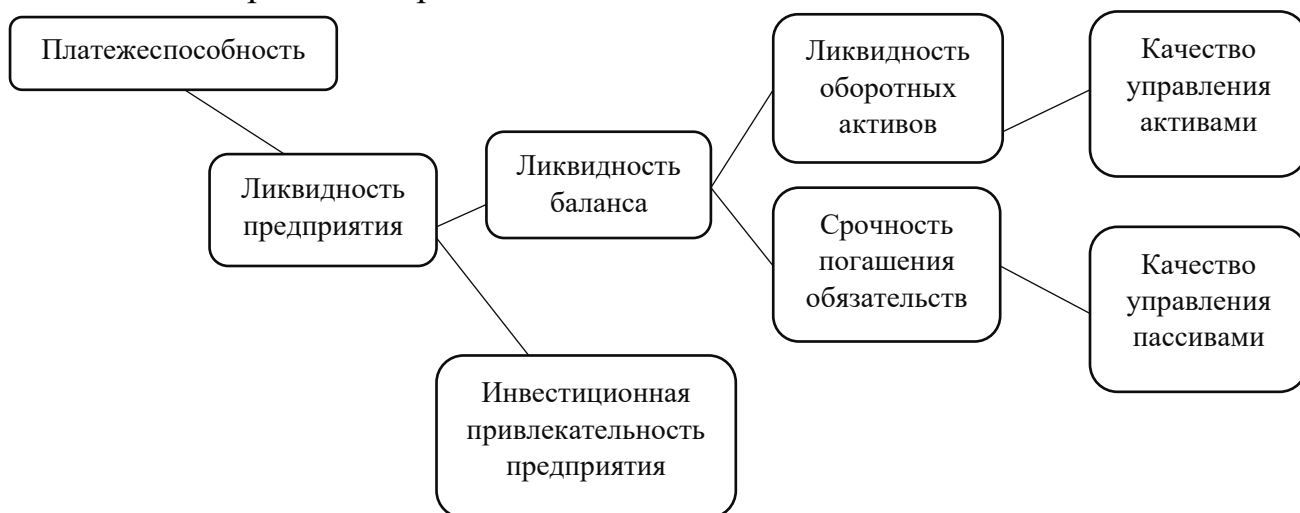 Платежеспособность
Ликвидность
предприятия
Ликвидность
баланса
Ликвидность
оборотных
активов
Срочность
погашения
обязательств
Качество
управления
активами
Качество
управления
пассивами
Инвестиционная
привлекательность
предприятия